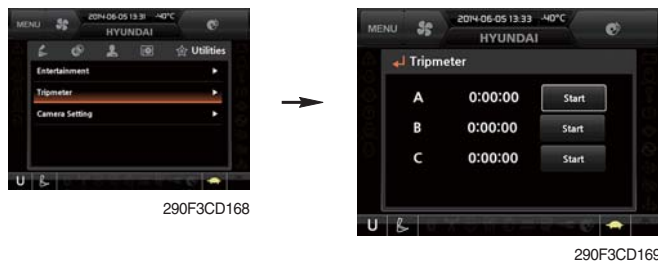 MENU
2014-06-05 13:31 -40°C
HYUNDAI
Utilities
Entertainment
Tripmeter
Camera Setting
U
290F3CD168
MENU
2014-06-05 13:33 -40°C
HYUNDAI
Tripmeter
A 0:00:00 Start
B 0:00:00 Start
C 0:00:00 Start
U
290F3CD169